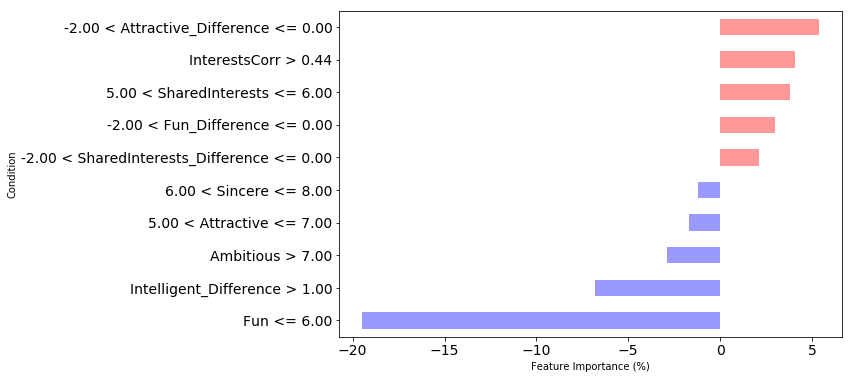 -2.00 < Attractive_Difference <= 0.00
InterestsCorr > 0.44
5.00 < SharedInterests <= 6.00
-2.00 < Fun_Difference <= 0.00
-2.00 < SharedInterests_Difference <= 0.00
6.00 < Sincere <= 8.00
5.00 < Attractive <= 7.00
Ambitious > 7.00
Intelligent_Difference > 1.00
Fun <= 6.00
Condition
−20 −15 −10 −5 0 5
Feature Importance (%)